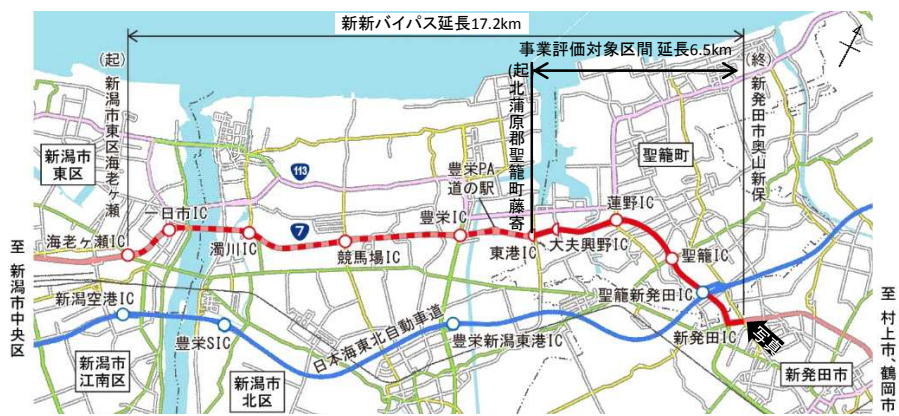 新新バイパス延長17.2km
事業評価対象区間 延長6.5km
(起)新潟市東区海老ヶ瀬
(起)北蒲原郡聖籠町藤寄
(終)新発田市奥山新保
新潟市
東区
聖籠町
113
豊栄PA
道の駅
一日市IC
豊栄IC
蓮野IC
7
海老ヶ瀬IC
濁川IC
競馬場IC
東港IC
大夫興野IC
聖籠IC
至 新潟市中央区
新潟空港IC
聖籠新発田IC
至 村上市、鶴岡市
日本海東北自動車道
豊栄SIC
豊栄新潟東港IC
新発田IC
写真
新潟市
江南区
新潟市
北区
新発田市